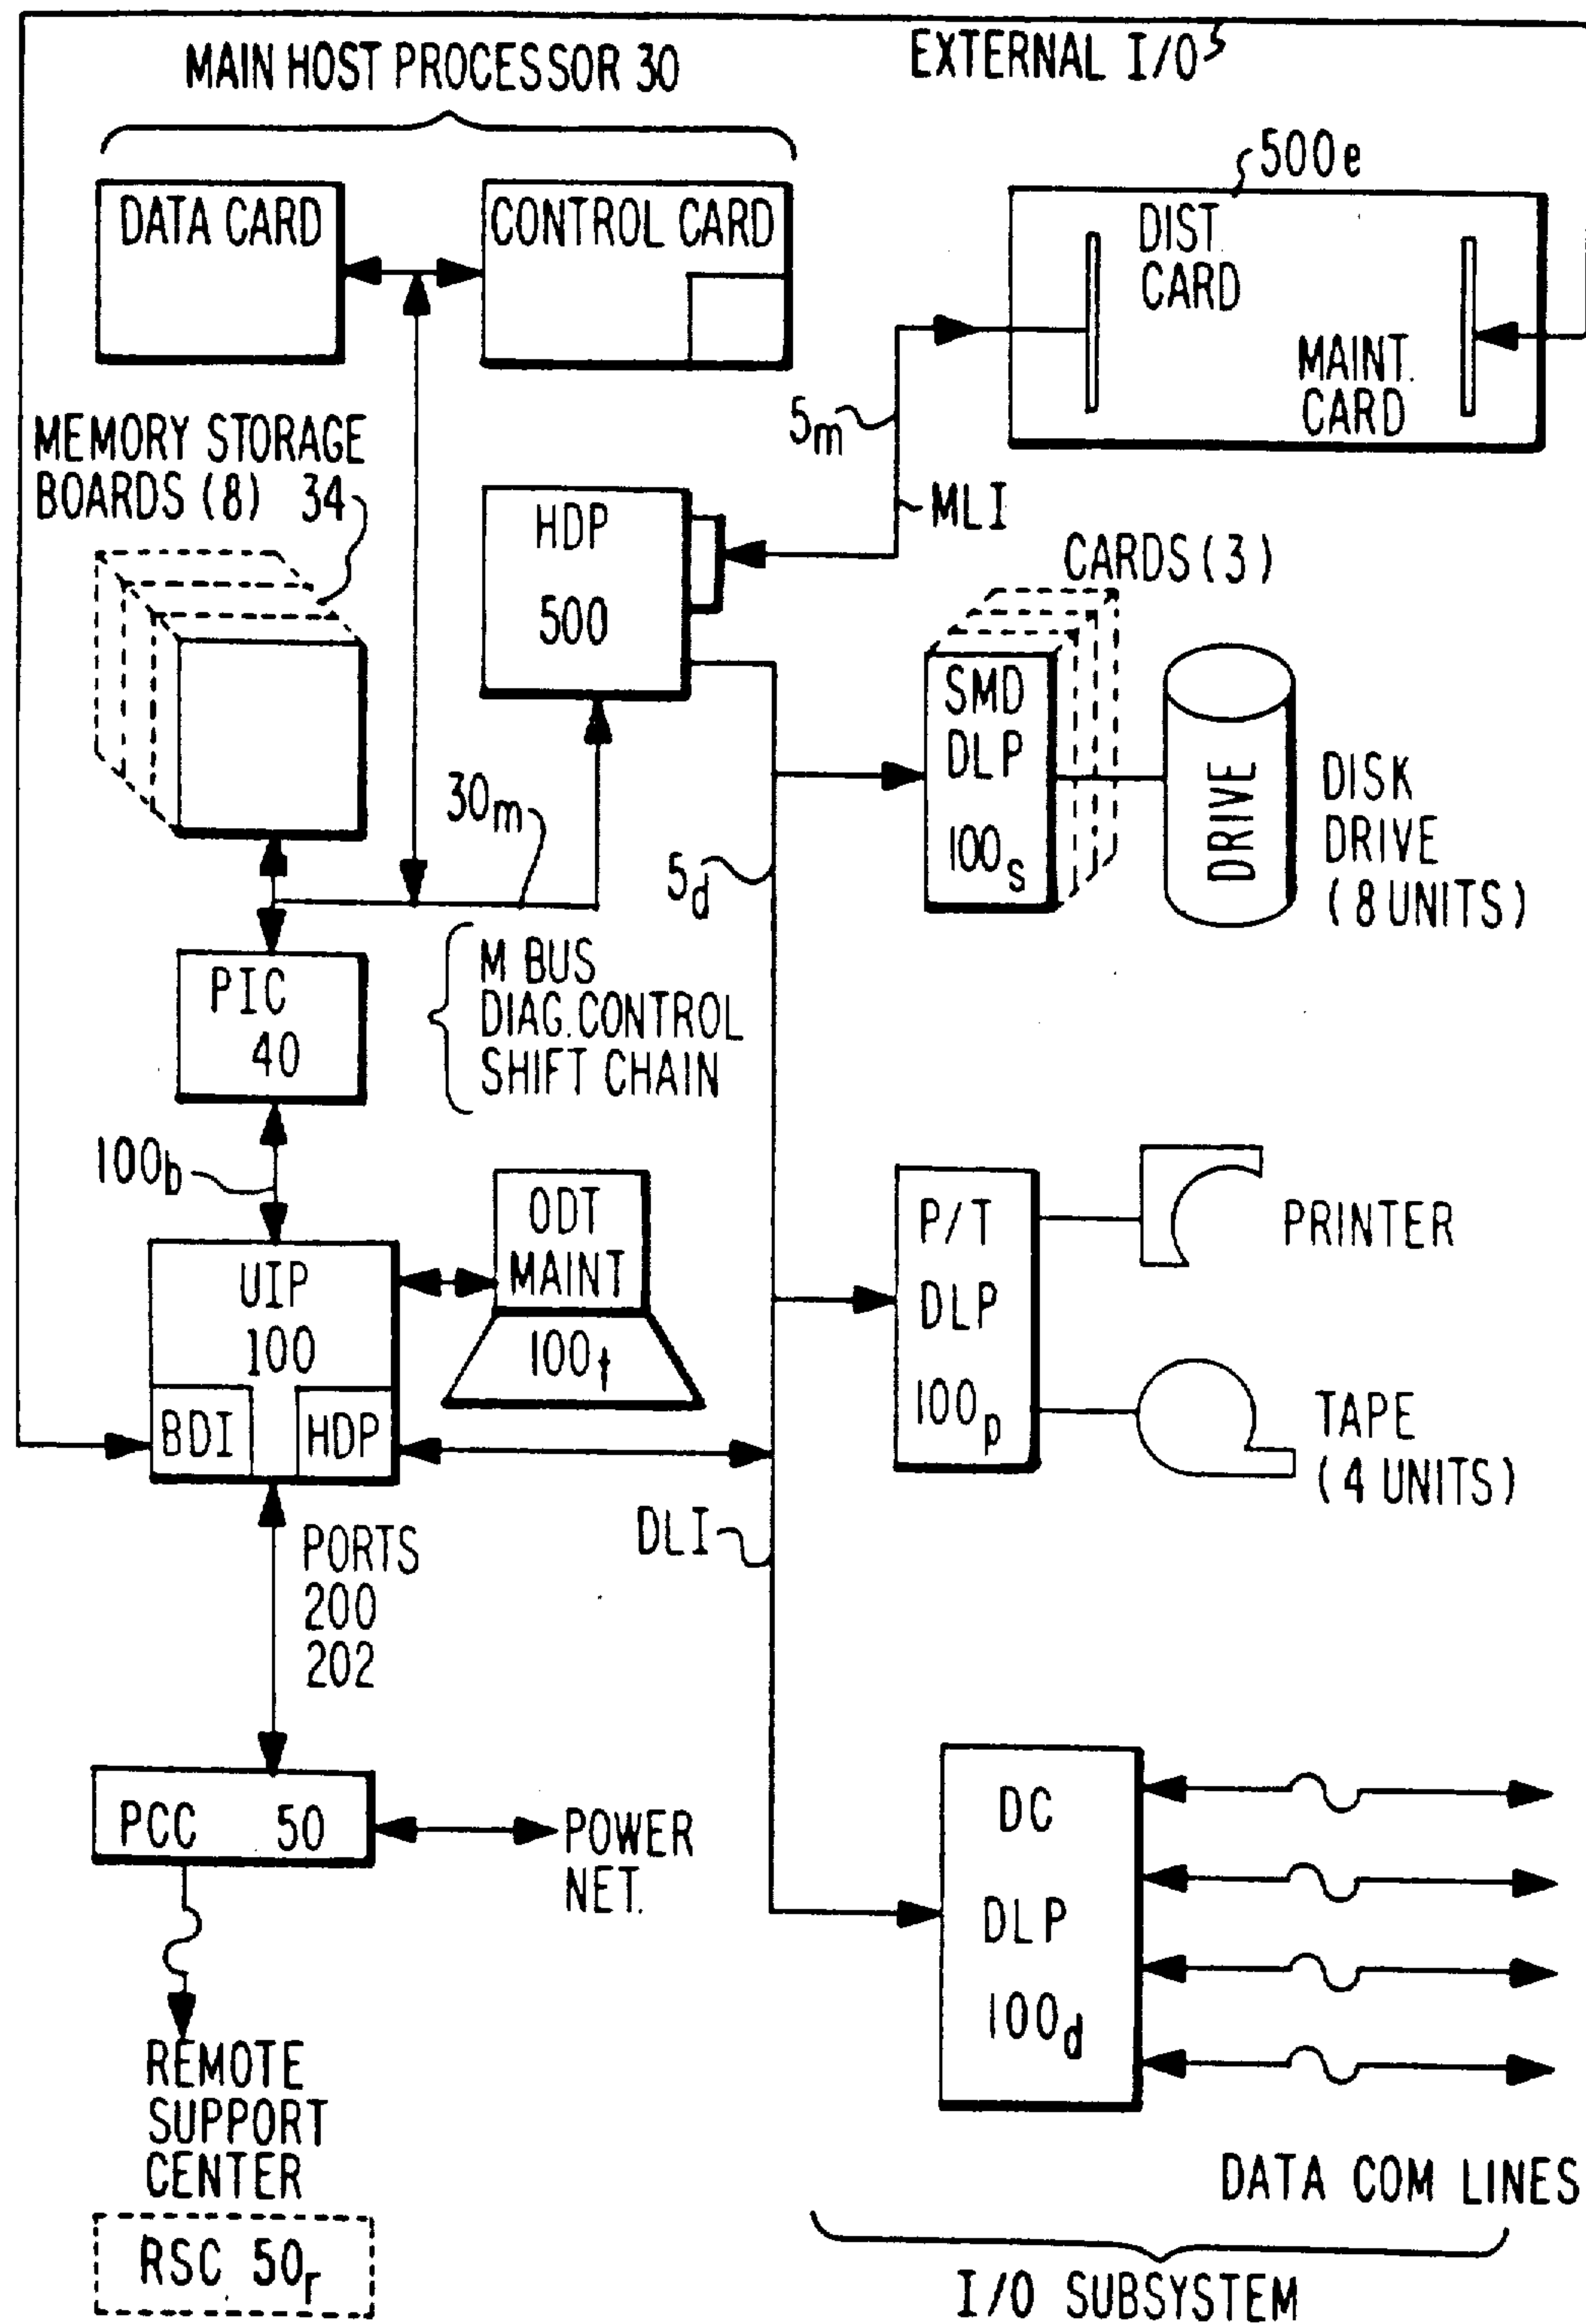 EXTERNAL I/O
MAIN HOST PROCESSOR 30
500e
DATA CARD
CONTROL CARD
DIST.
CARD
MAINT.
CARD
5m
MLI
MEMORY STORAGE
BOARDS (8) 34
HDP
500
CARDS (3)
SMD
DLP
100s
DRIVE
DISK
DRIVE
(8 UNITS)
30m
5d
PIC
40
M BUS
DIAG. CONTROL
SHIFT CHAIN
100b
UIP
100
BDI
HDP
ODT
MAINT
100t
P/T
DLP
100p
PRINTER
TAPE
(4 UNITS)
DLI
PORTS
200
202
PCC 50
POWER
NET.
DC
DLP
100d
REMOTE
SUPPORT
CENTER
RSC 50r
DATA COM LINES
I/O SUBSYSTEM